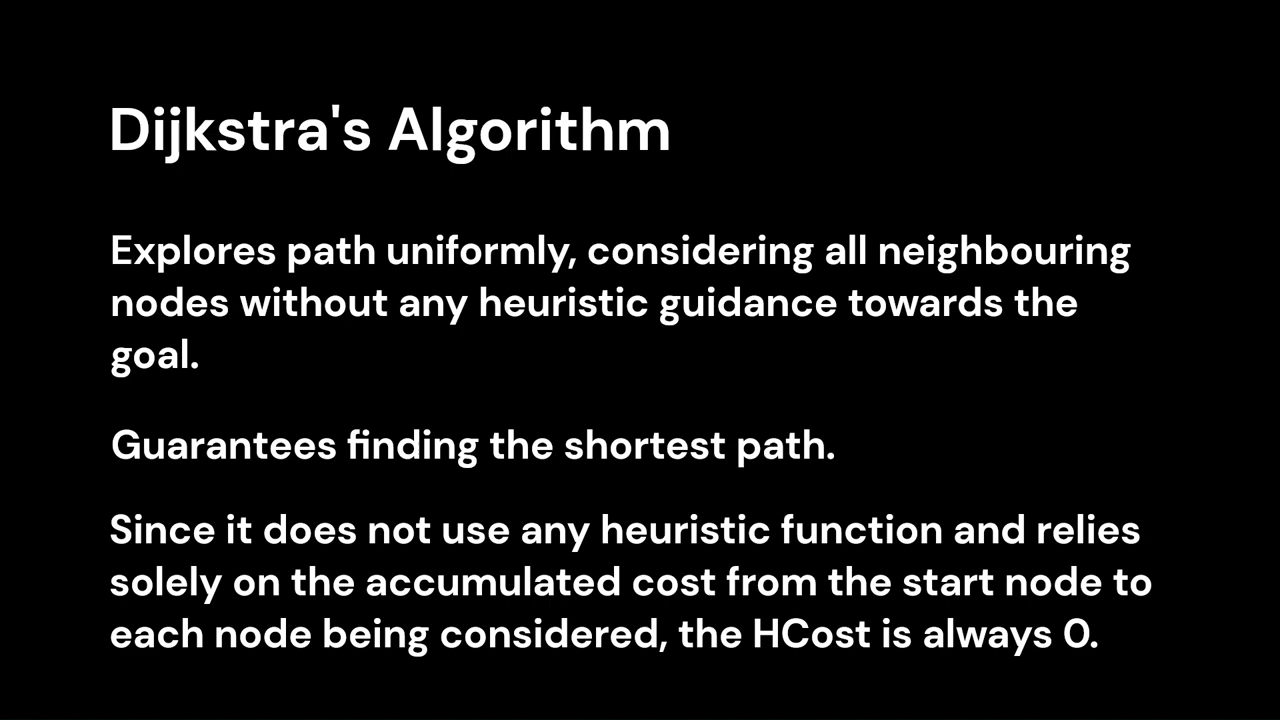 Dijkstra's Algorithm
Explores path uniformly, considering all neighbouring
nodes without any heuristic guidance towards the
goal.
Guarantees finding the shortest path.
Since it does not use any heuristic function and relies
solely on the accumulated cost from the start node to
each node being considered, the HCost is always 0.